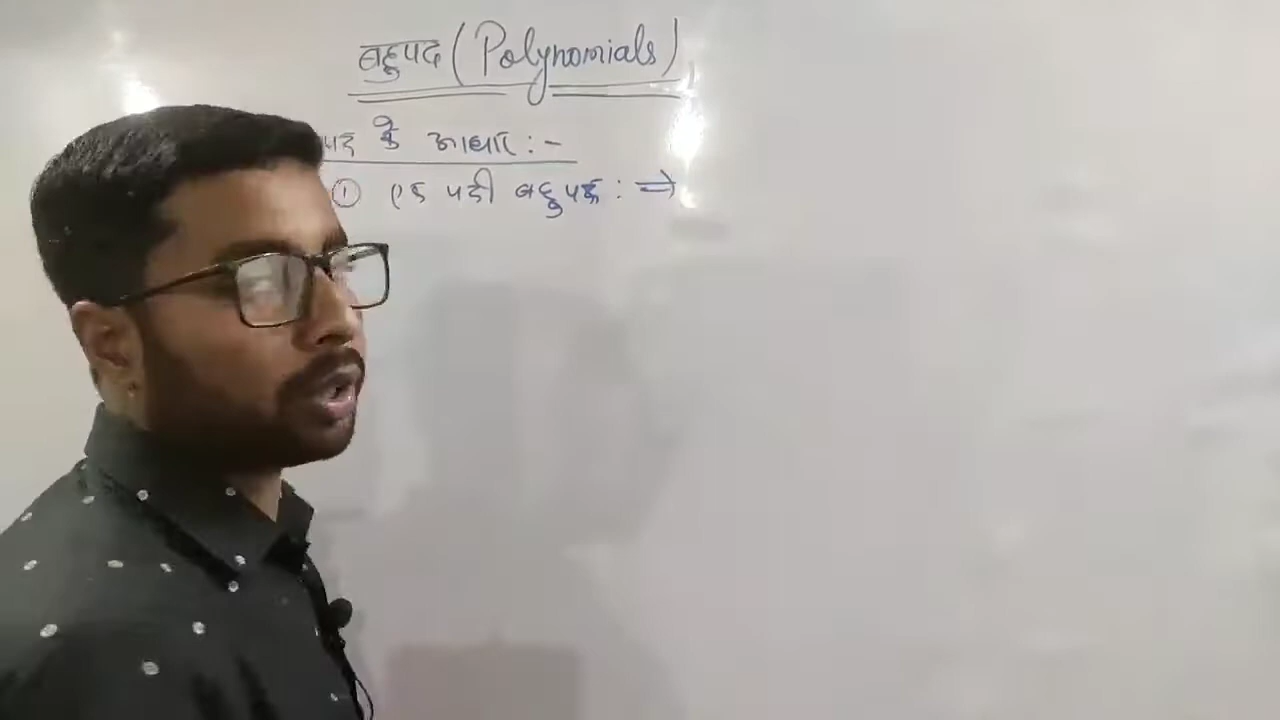 बहुपद (Polynomials)
पद के आधार :-
① एक पदी बहुपद : ⇒